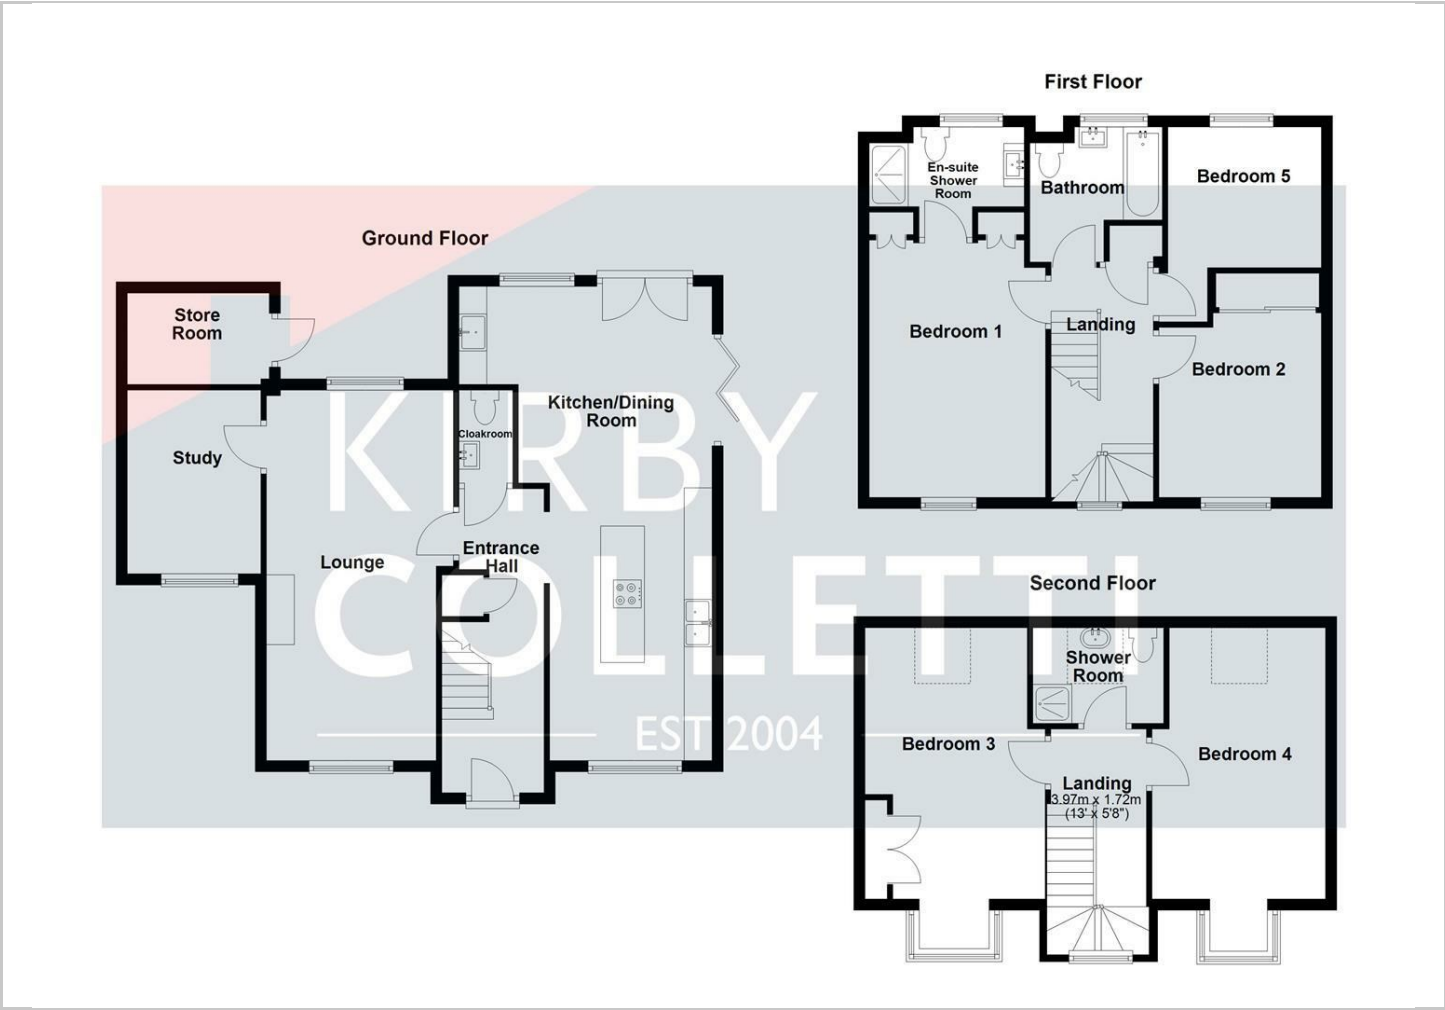 First Floor
En-suite
Shower
Room
Bathroom
Bedroom 5
Bedroom 1
Landing
Bedroom 2
Ground Floor
Store
Room
Study
Lounge
Cloakroom
Kitchen/Dining
Room
Entrance
Hall
Second Floor
Shower
Room
Bedroom 3
Landing
3.97m x 1.72m
(13' x 5'8")
Bedroom 4
KIRBY
COLLETTI
EST 2004